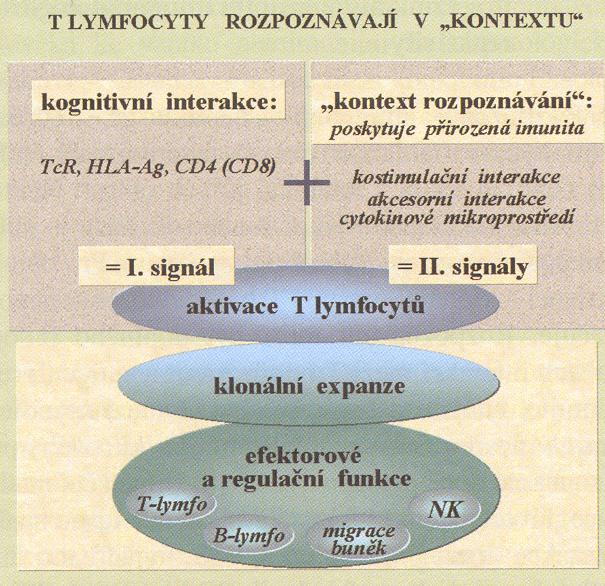 T LYMFOCYTY ROZPOZNÁVAJÍ V „KONTEXTU“
kognitivní interakce:
TcR, HLA-Ag, CD4 (CD8)
= I. signál
+
„kontext rozpoznávání“:
poskytuje přirozená imunita
kostimulační interakce
akcesorní interakce
cytokinové mikroprostředí
= II. signály
aktivace T lymfocytů
klonální expanze
efektorové
a regulační funkce
T-lymfo
B-lymfo
migrace
buněk
NK